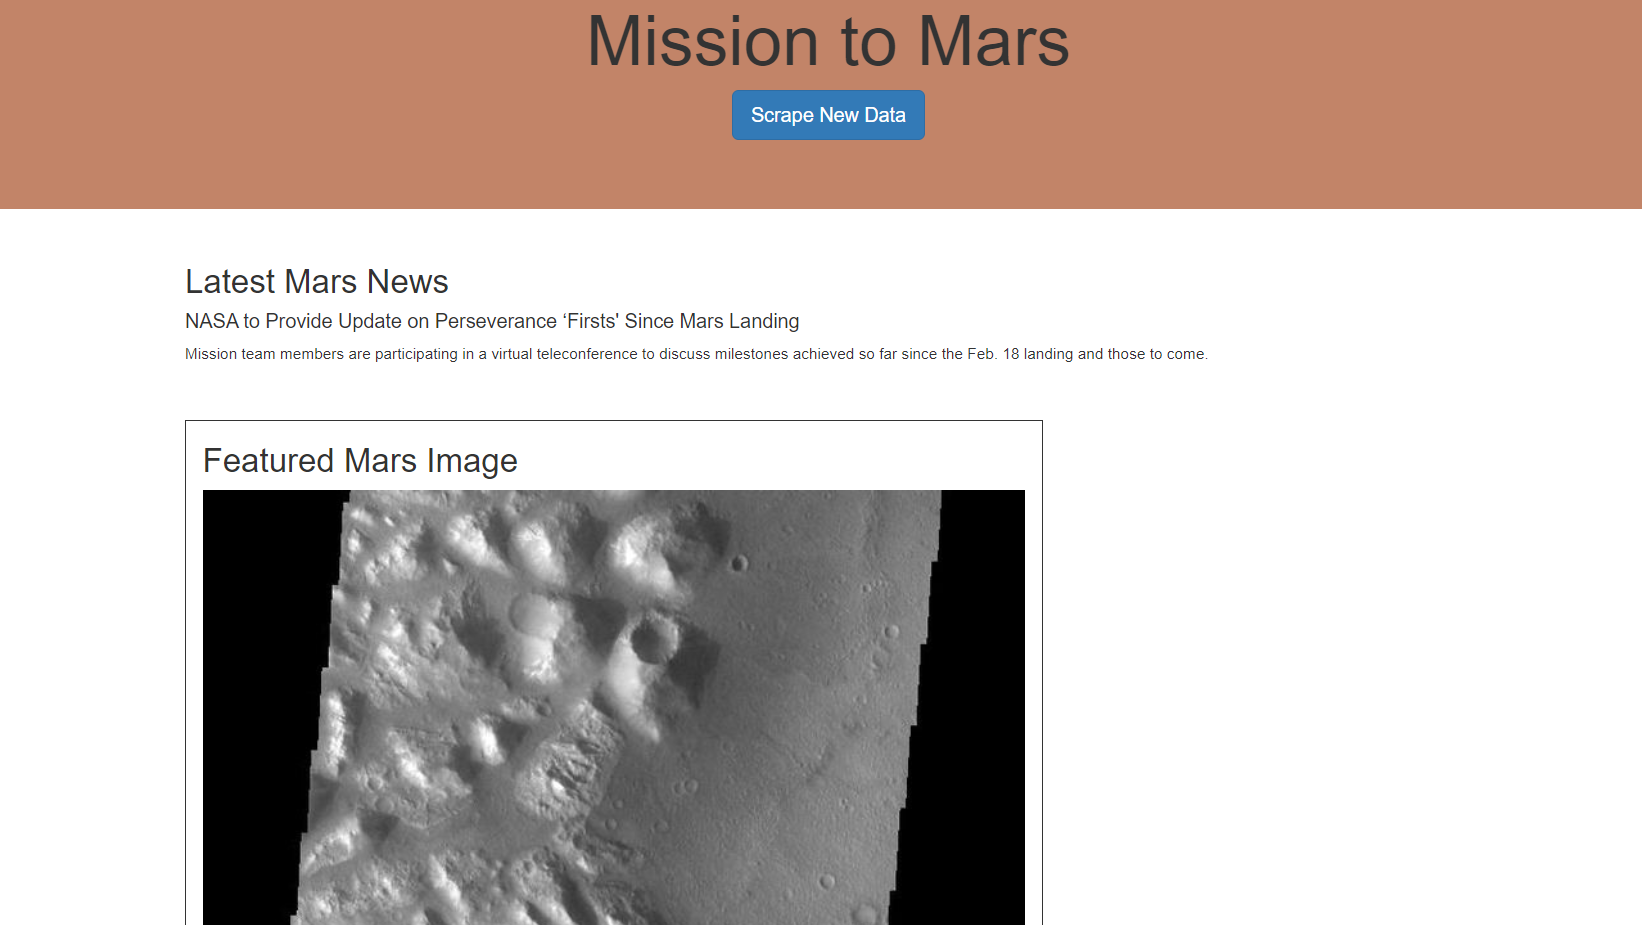 Mission to Mars
Scrape New Data
Latest Mars News
NASA to Provide Update on Perseverance ‘Firsts' Since Mars Landing
Mission team members are participating in a virtual teleconference to discuss milestones achieved so far since the Feb. 18 landing and those to come.
Featured Mars Image